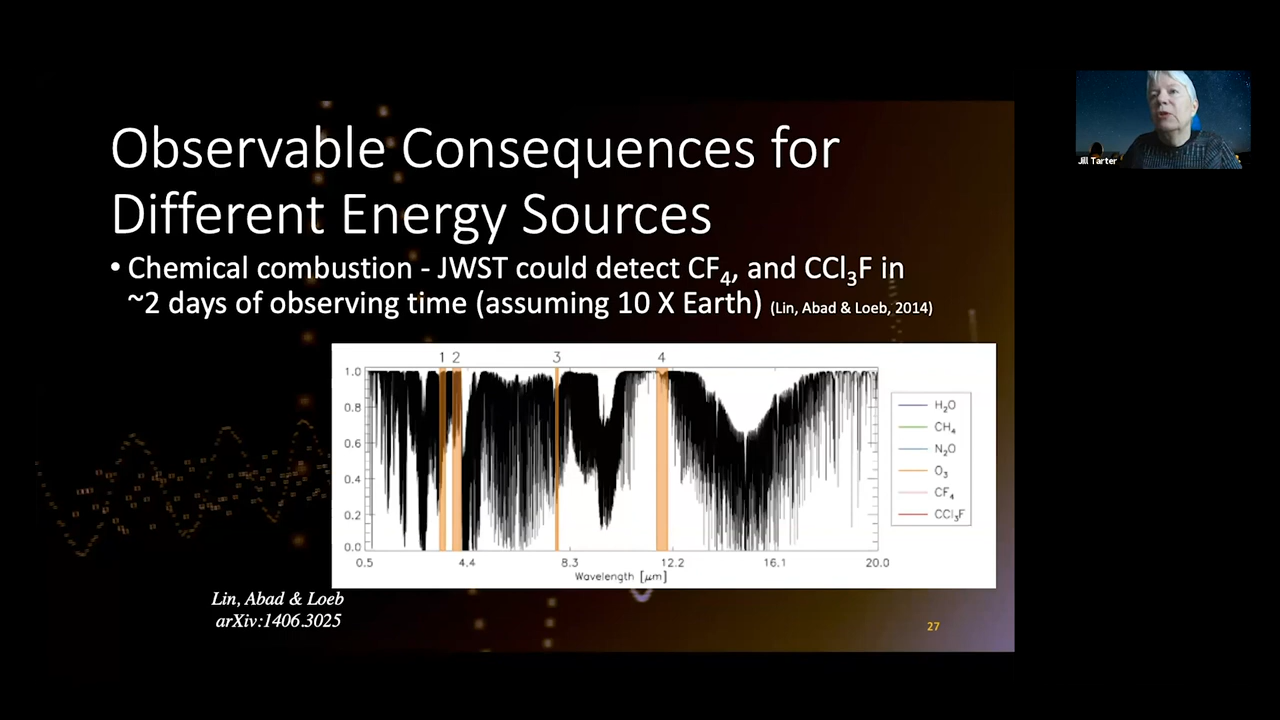 Observable Consequences for
Different Energy Sources
• Chemical combustion - JWST could detect CF₄, and CCl₃F in
~2 days of observing time (assuming 10 X Earth) (Lin, Abad & Loeb, 2014)
Jill Tarter
1 2 3 4
1.0
0.8
0.6
0.4
0.2
0.0
0.5 4.4 8.3 12.2 16.1 20.0
Wavelength [μm]
H₂O
CH₄
N₂O
O₃
CF₄
CCl₃F
Lin, Abad & Loeb
arXiv:1406.3025
27